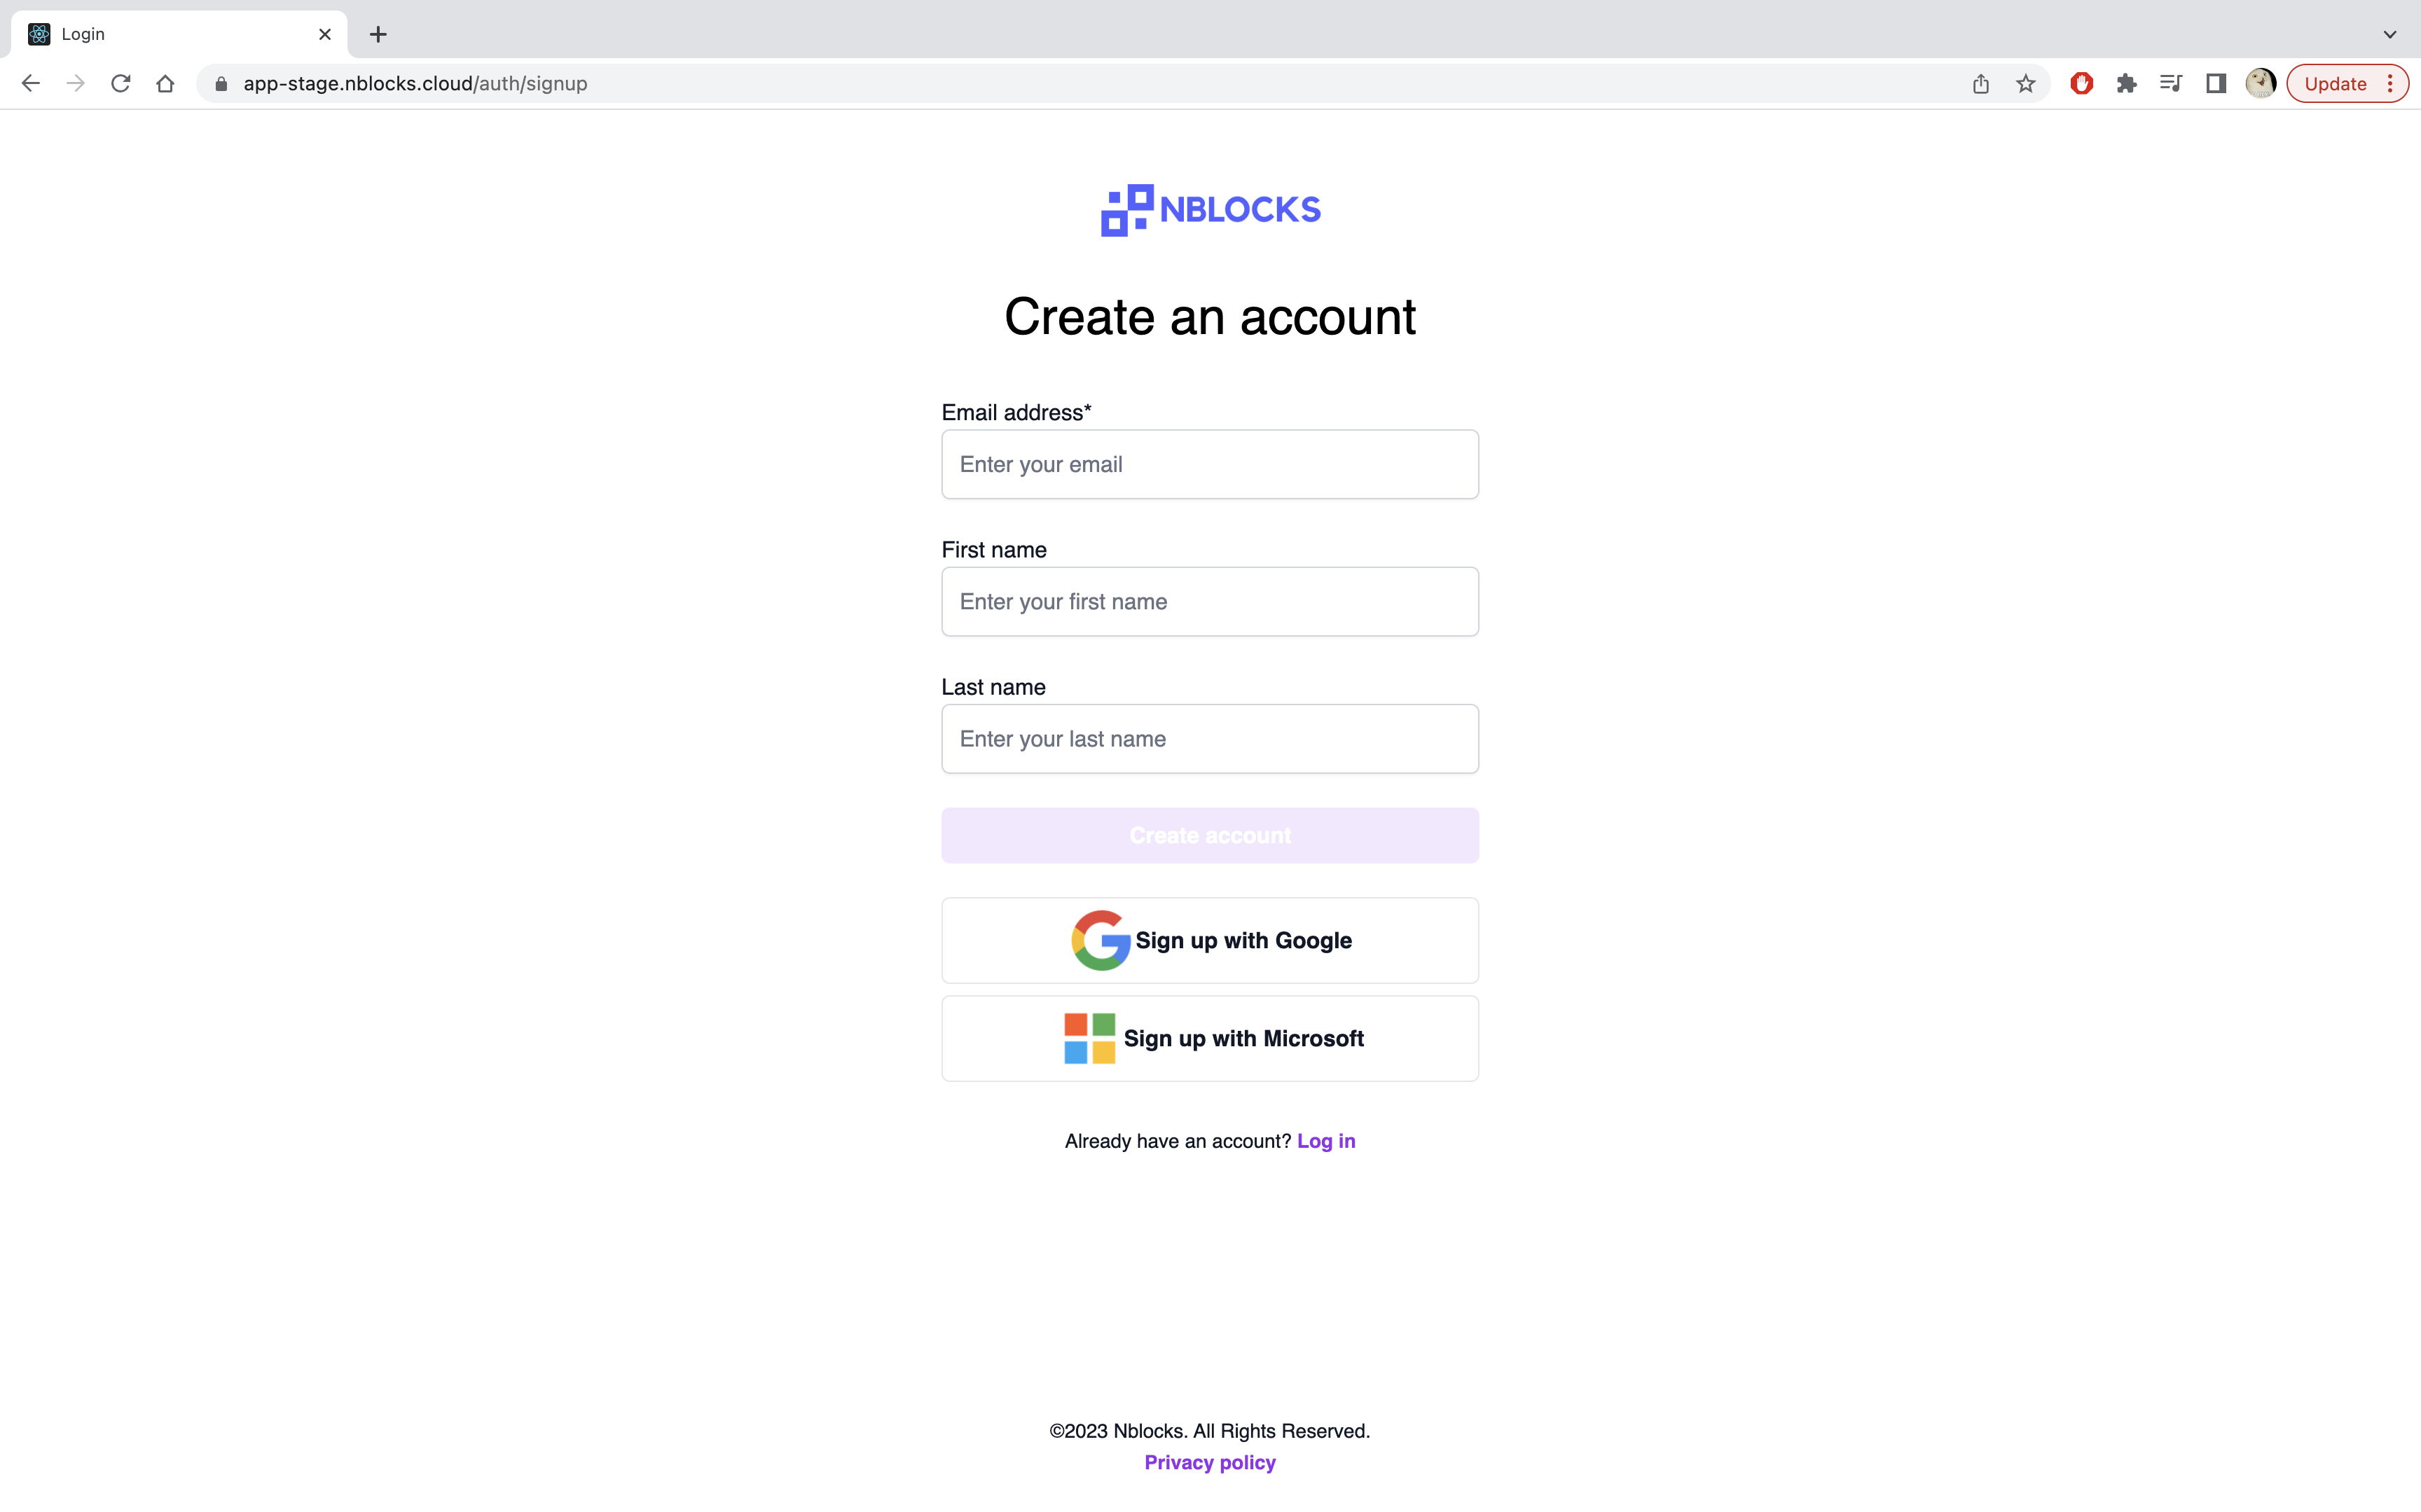 Login
app-stage.nblocks.cloud/auth/signup
Update
NBLOCKS
Create an account
Email address*
Enter your email
First name
Enter your first name
Last name
Enter your last name
Create account
Sign up with Google
Sign up with Microsoft
Already have an account? Log in
©2023 Nblocks. All Rights Reserved.
Privacy policy